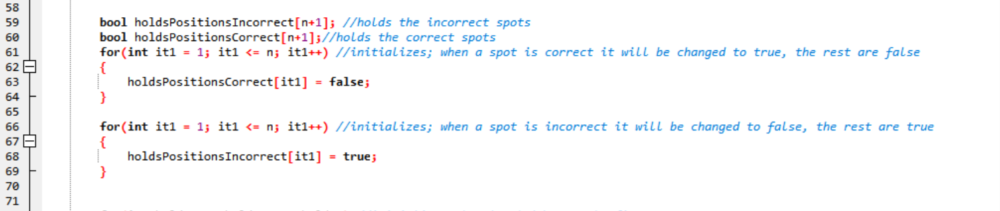 58
59 bool holdsPositionsIncorrect[n+1]; //holds the incorrect spots
60 bool holdsPositionsCorrect[n+1];//holds the correct spots
61 for(int it1 = 1; it1 <= n; it1++) //initializes; when a spot is correct it will be changed to true, the rest are false
62 {
63 holdsPositionsCorrect[it1] = false;
64 }
65
66 for(int it1 = 1; it1 <= n; it1++) //initializes; when a spot is incorrect it will be changed to false, the rest are true
67 {
68 holdsPositionsIncorrect[it1] = true;
69 }
70
71